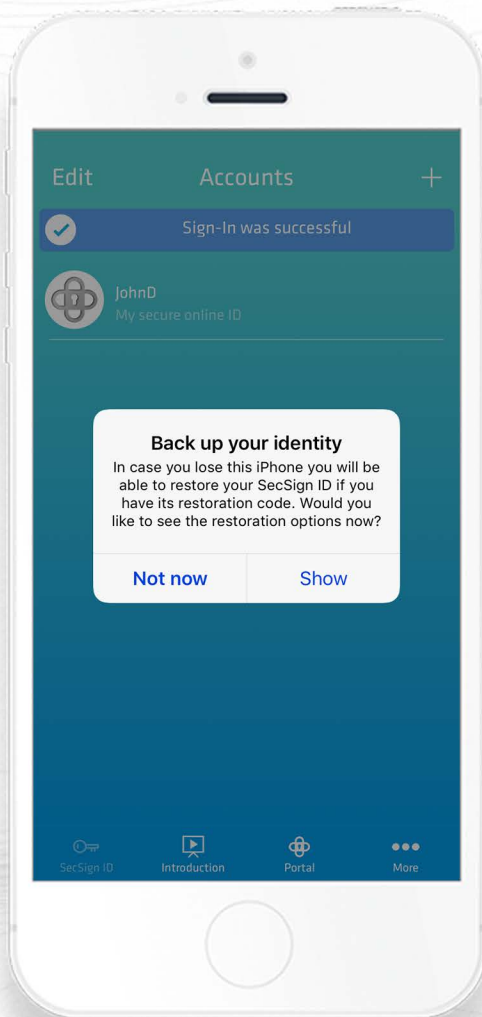 Edit Accounts +
Sign-In was successful
JohnD
My secure online ID
Back up your identity
In case you lose this iPhone you will be
able to restore your SecSign ID if you
have its restoration code. Would you
like to see the restoration options now?
Not now Show
SecSign ID Introduction Portal More